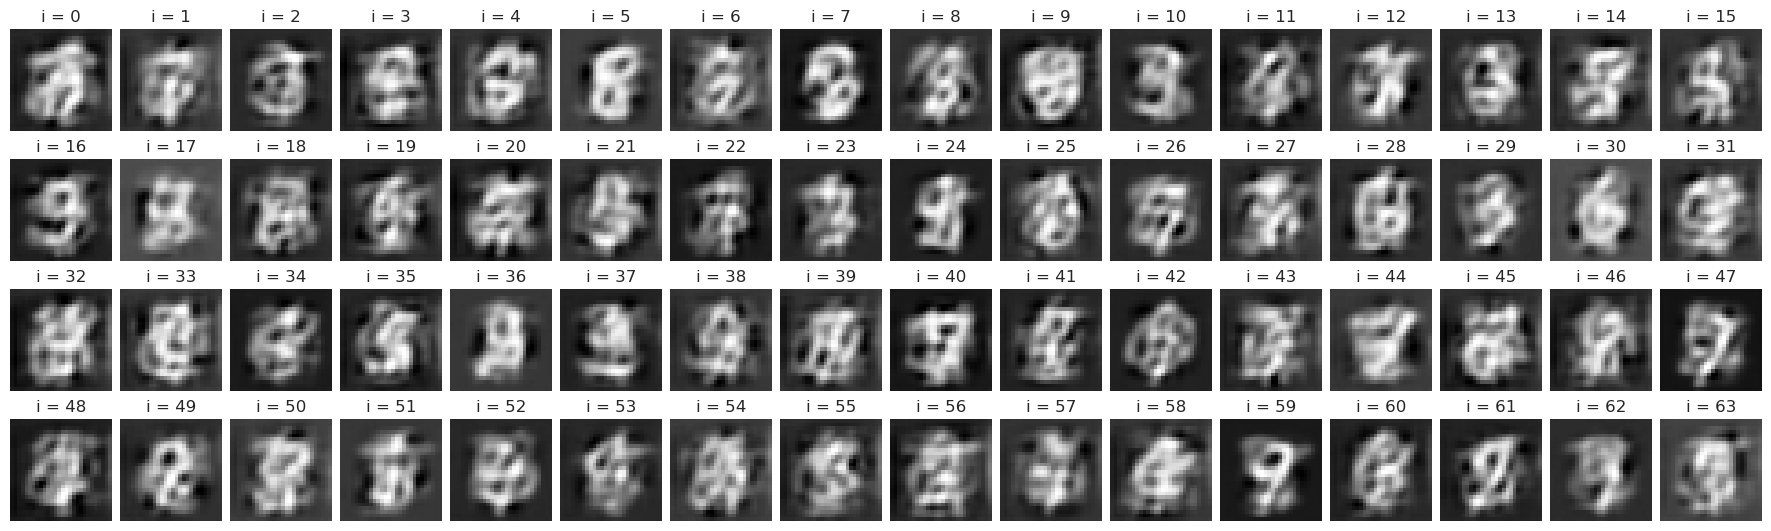 i = 0 i = 1 i = 2 i = 3 i = 4 i = 5 i = 6 i = 7 i = 8 i = 9 i = 10 i = 11 i = 12 i = 13 i = 14 i = 15
i = 16 i = 17 i = 18 i = 19 i = 20 i = 21 i = 22 i = 23 i = 24 i = 25 i = 26 i = 27 i = 28 i = 29 i = 30 i = 31
i = 32 i = 33 i = 34 i = 35 i = 36 i = 37 i = 38 i = 39 i = 40 i = 41 i = 42 i = 43 i = 44 i = 45 i = 46 i = 47
i = 48 i = 49 i = 50 i = 51 i = 52 i = 53 i = 54 i = 55 i = 56 i = 57 i = 58 i = 59 i = 60 i = 61 i = 62 i = 63